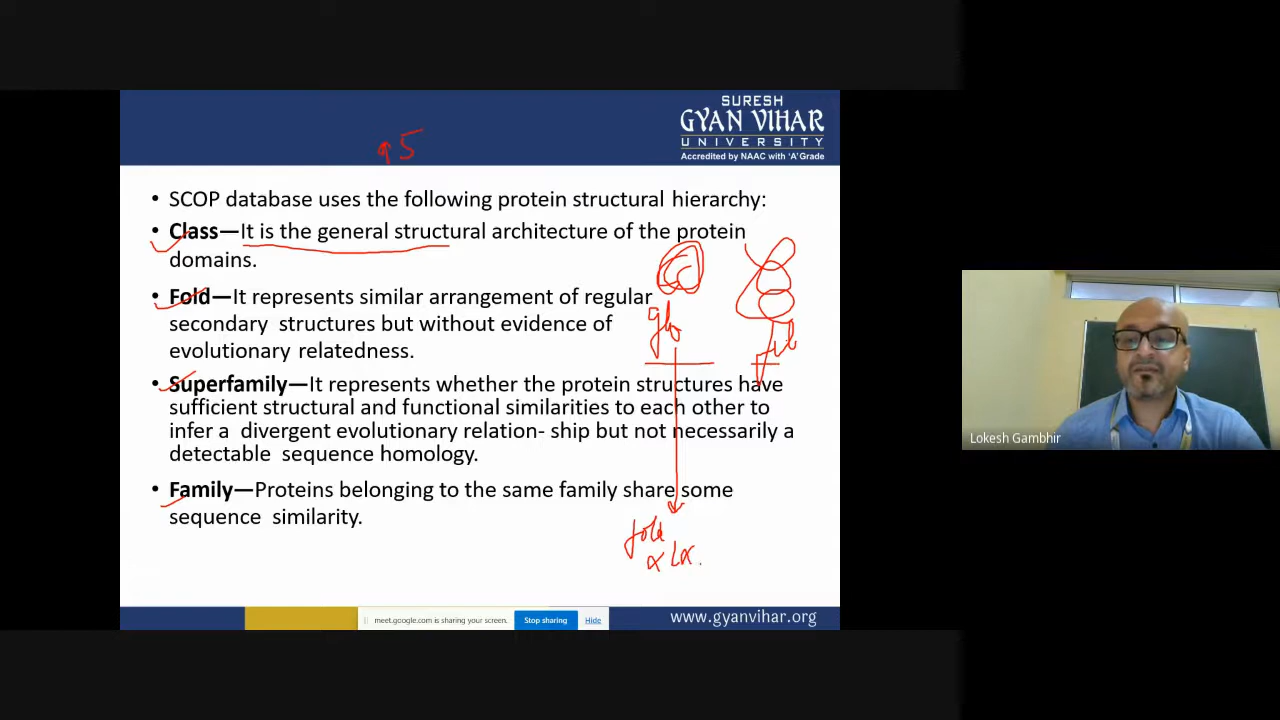 SURESH
GYAN VIHAR
UNIVERSITY
Accredited by NAAC with 'A' Grade
95
• SCOP database uses the following protein structural hierarchy:
• Class—It is the general structural architecture of the protein
domains.
• Fold—It represents similar arrangement of regular
secondary structures but without evidence of
evolutionary relatedness.
glo
fib
• Superfamily—It represents whether the protein structures have
sufficient structural and functional similarities to each other to
infer a divergent evolutionary relation- ship but not necessarily a
detectable sequence homology.
• Family—Proteins belonging to the same family share some
sequence similarity.
fold
α L α.
Lokesh Gambhir
meet.google.com is sharing your screen.
Stop sharing
Hide
www.gyanvihar.org